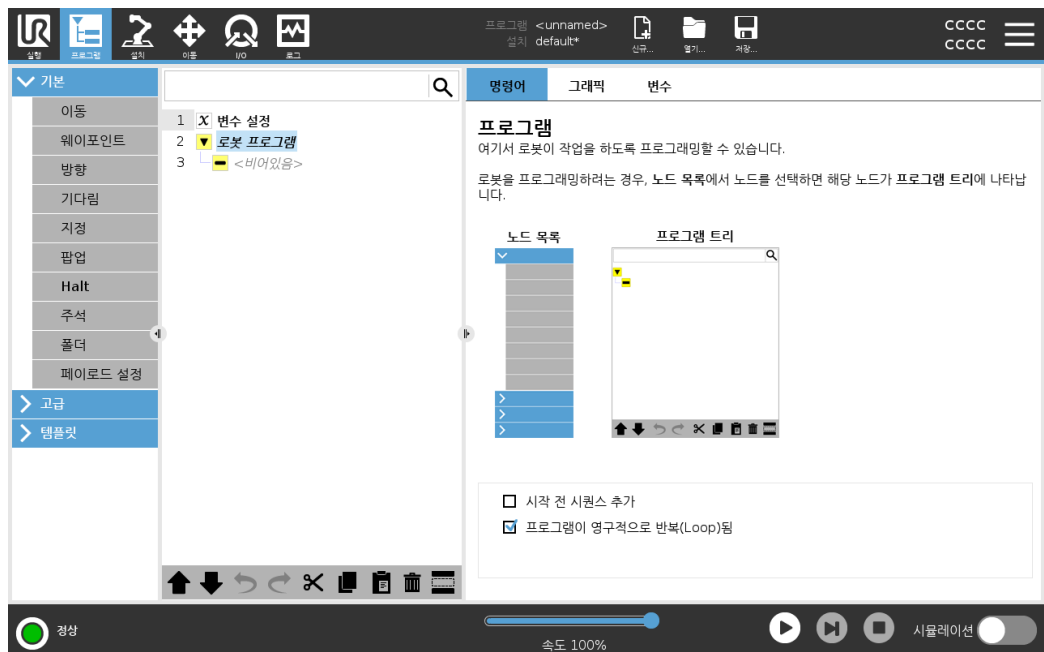 UR
실행
프로그램
설치
이동
I/O
로그
프로그램 <unnamed>
설치 default*
신규...
열기...
저장...
CCCC
CCCC
기본
이동
웨이포인트
방향
기다림
지정
팝업
Halt
주석
폴더
페이로드 설정
고급
템플릿
1 X 변수 설정
2 로봇 프로그램
3 <비어있음>
명령어 그래픽 변수
프로그램
여기서 로봇이 작업을 하도록 프로그래밍할 수 있습니다.
로봇을 프로그래밍하려는 경우, 노드 목록에서 노드를 선택하면 해당 노드가 프로그램 트리에 나타납
니다.
노드 목록 프로그램 트리
시작 전 시퀀스 추가
프로그램이 영구적으로 반복(Loop)됨
정상
속도 100%
시뮬레이션